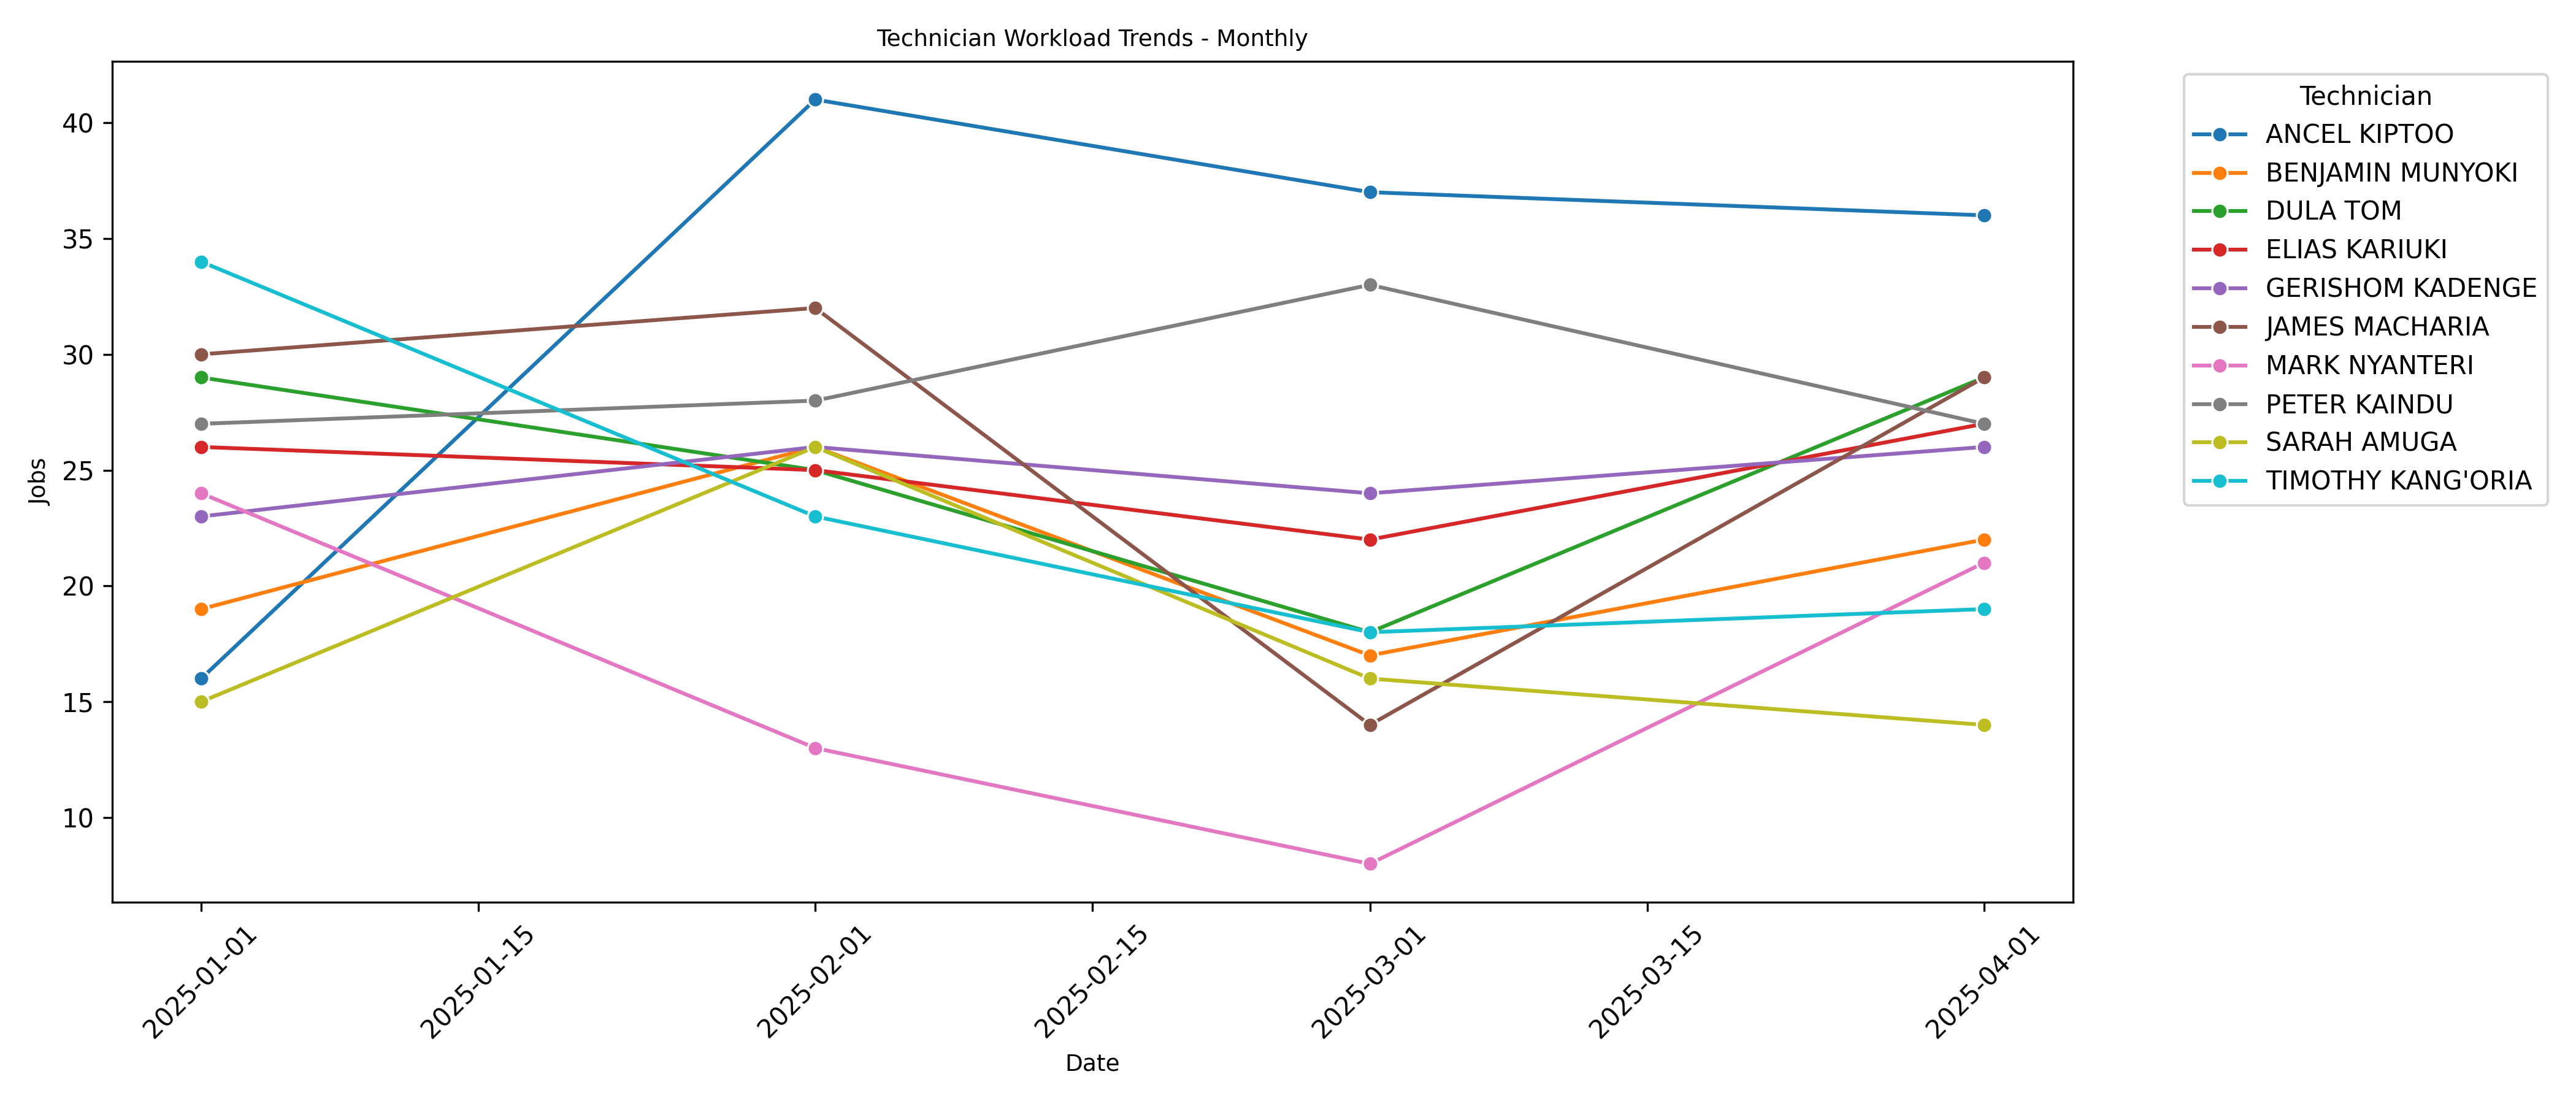 Technician Workload Trends - Monthly
Jobs
40
35
30
25
20
15
10
2025-01-01
2025-01-15
2025-02-01
2025-02-15
2025-03-01
2025-03-15
2025-04-01
Date
Technician
ANCEL KIPTOO
BENJAMIN MUNYOKI
DULA TOM
ELIAS KARIUKI
GERISHOM KADENGE
JAMES MACHARIA
MARK NYANTERI
PETER KAINDU
SARAH AMUGA
TIMOTHY KANG'ORIA